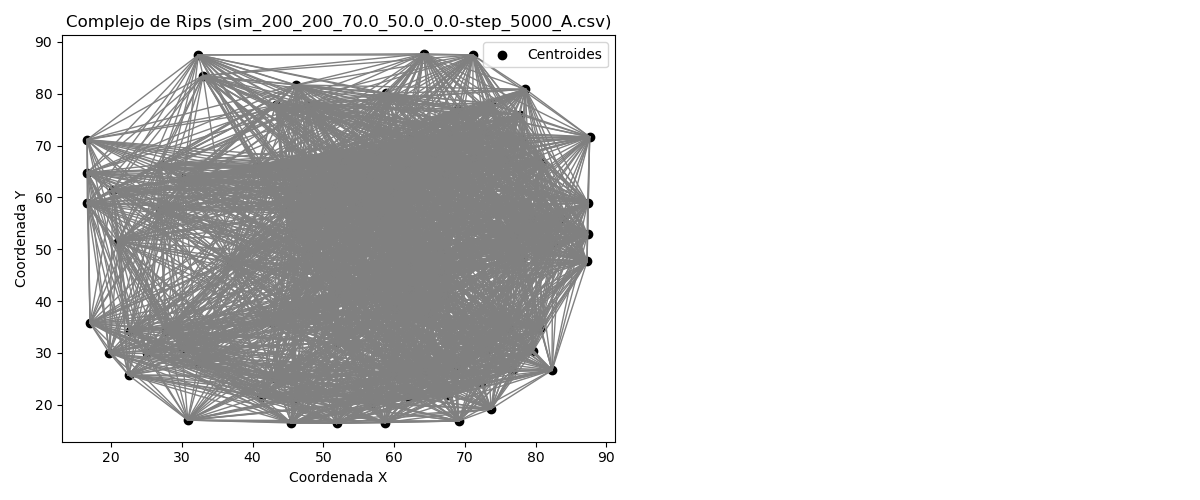 Complejo de Rips (sim_200_200_70.0_50.0_0.0-step_5000_A.csv)
Centroides
90
80
70
60
50
40
30
20
Coordenada Y
20 30 40 50 60 70 80 90
Coordenada X